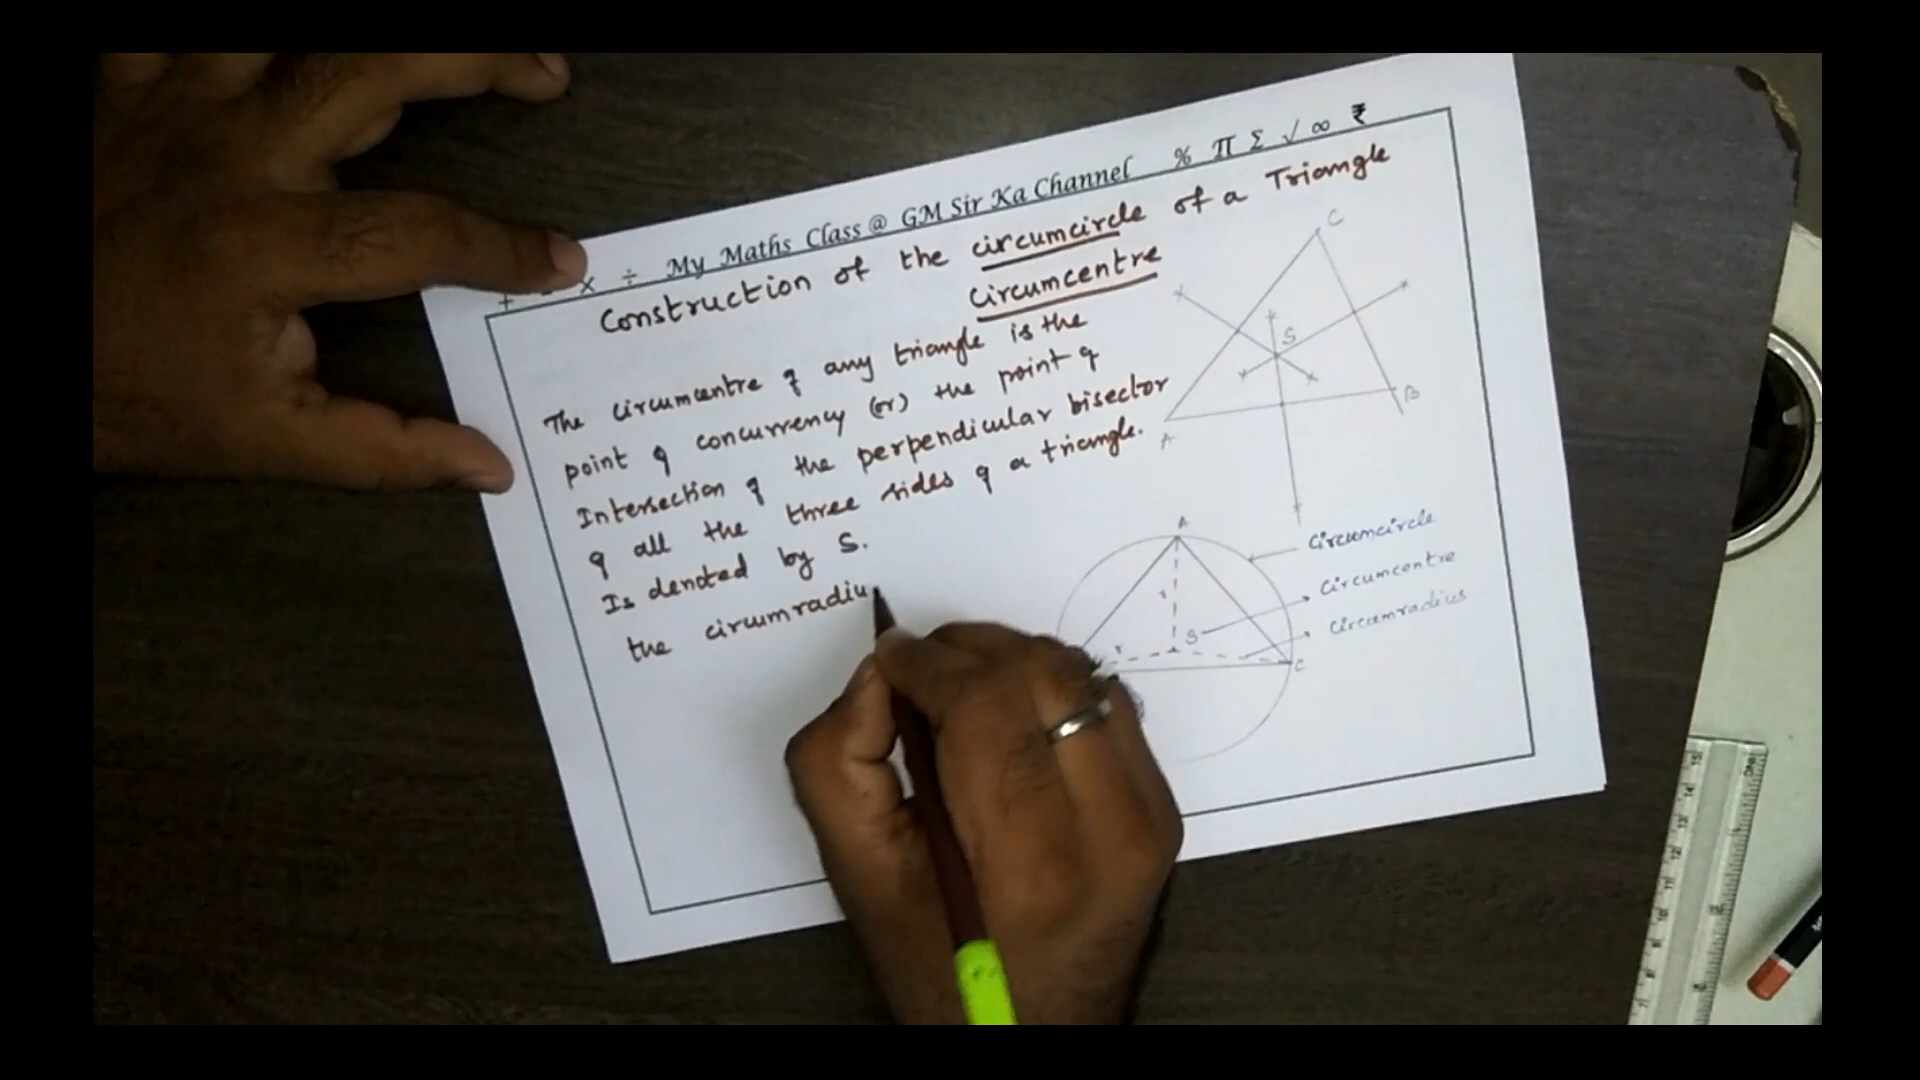 + - × ÷ My Maths Class @ GM Sir Ka Channel % Π Σ √ ∞ ₹
Construction of the circumcircle of a Triangle
Circumcentre
The circumcentre of any triangle is the
point of concurrency (or) the point of
Intersection of the perpendicular bisector
of all the three sides of a triangle.
Is denoted by S.
the circumradiu
C
S
B
A
A
Circumcircle
Circumcentre
Circumradius
r
S
r
C